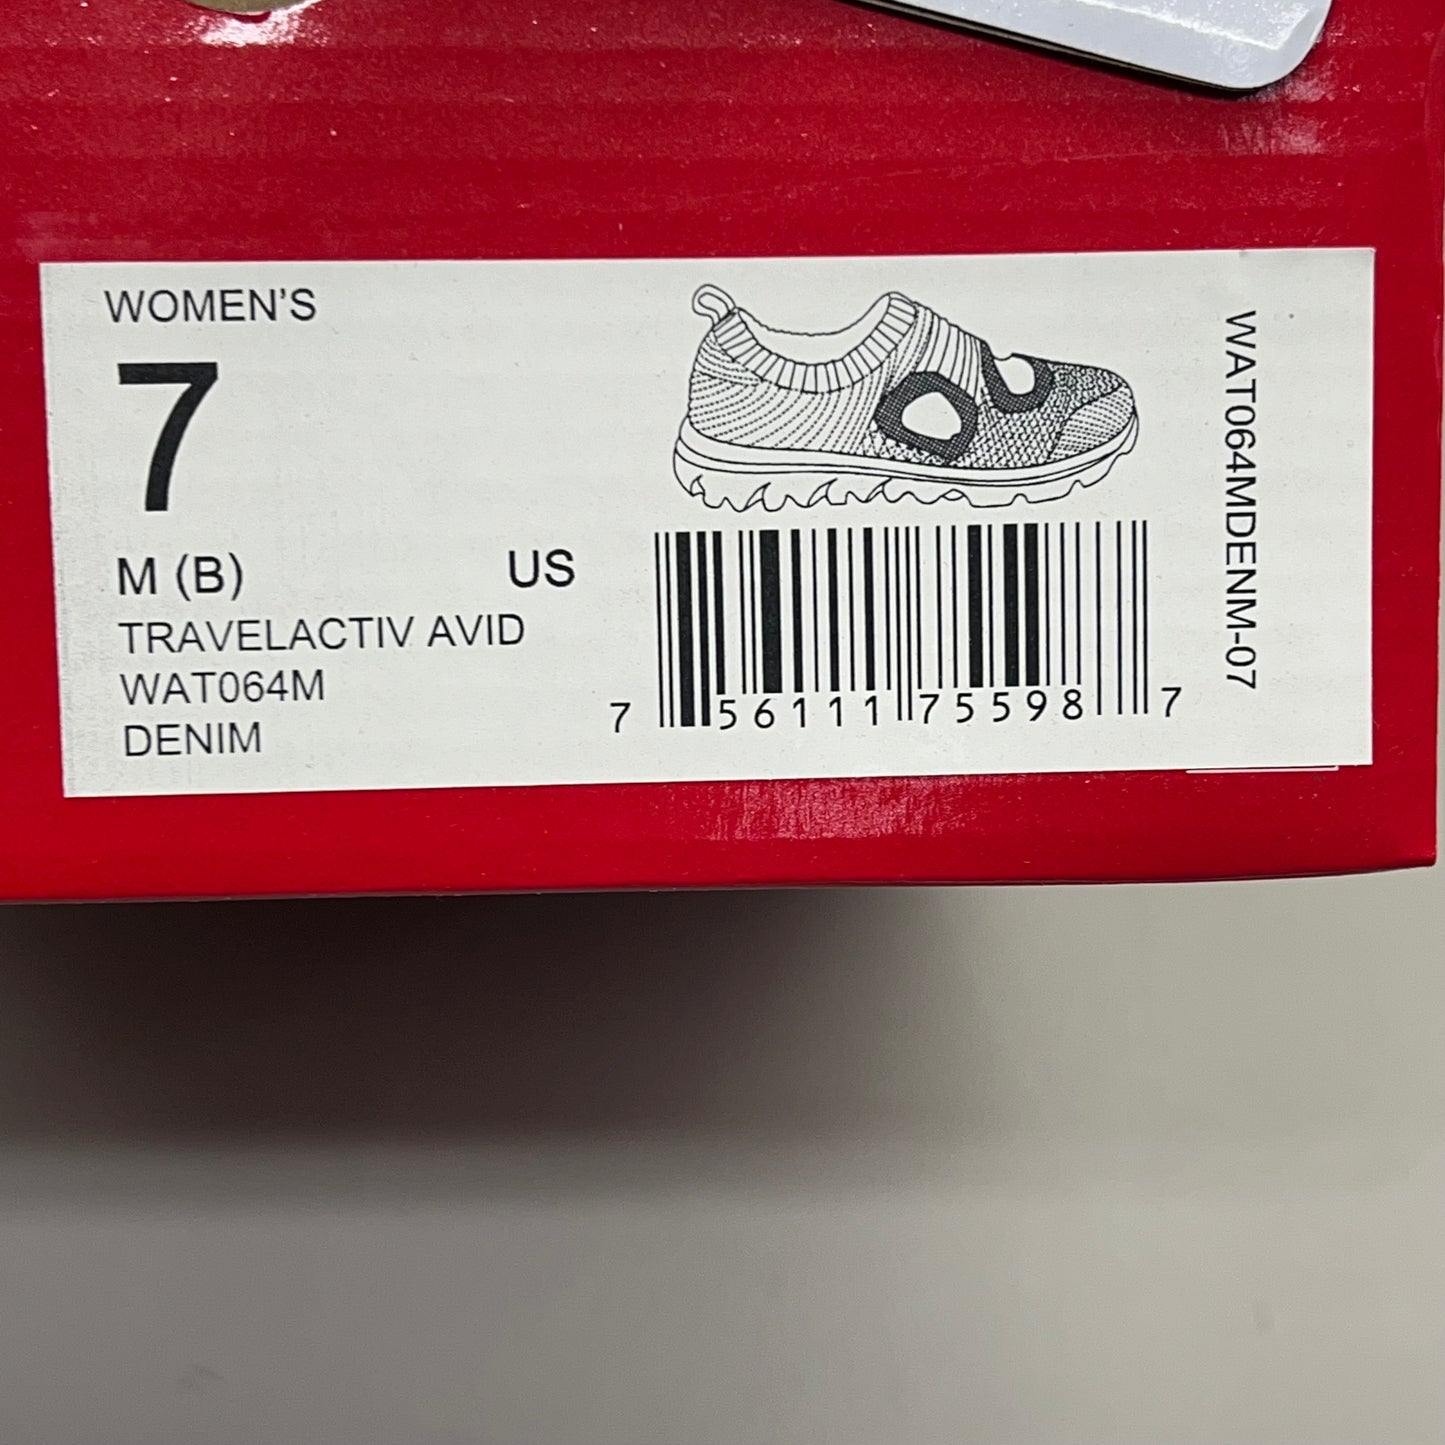 WOMEN'S
7
M (B) US
TRAVELACTIV AVID
WAT064M
DENIM
7 56111 75598 7
WAT064MDENM-07